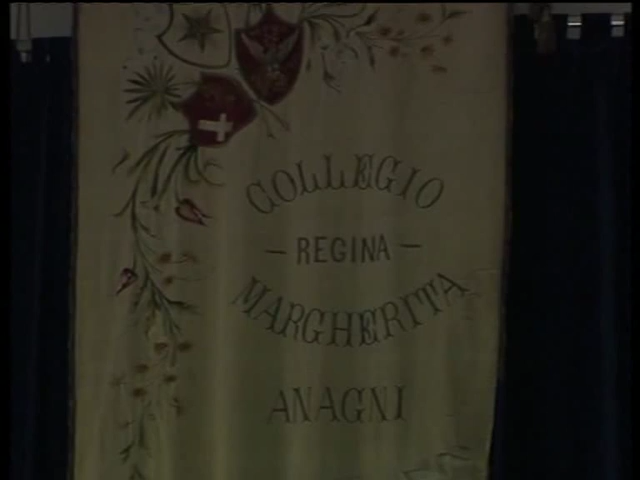 COLLEGIO
– REGINA –
MARGHERITA
ANAGNI